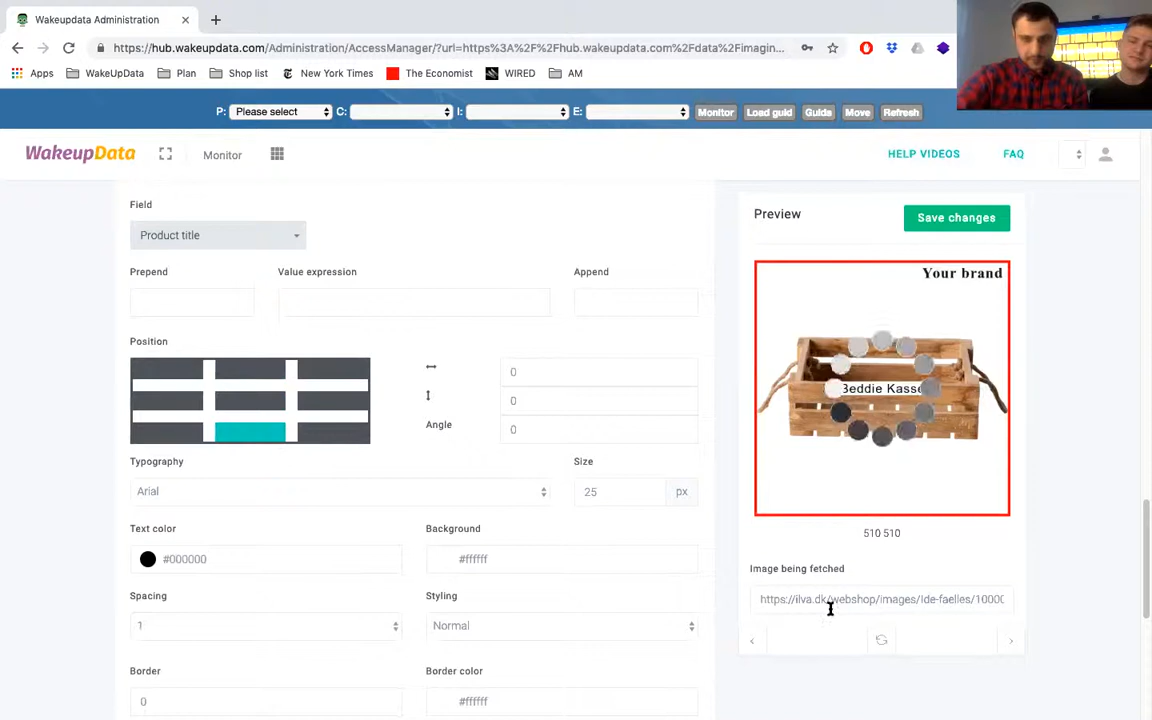 Wakeupdata Administration
https://hub.wakeupdata.com/Administration/AccessManager/?url=https%3A%2F%2Fhub.wakeupdata.com%2Fdata%2Fimagin...
Apps WakeUpData Plan Shop list New York Times The Economist WIRED AM
P: Please select C: I: E: Monitor Load guid Guids Move Refresh
WakeupData Monitor HELP VIDEOS FAQ
Field
Product title
Preview
Save changes
Prepend Value expression Append
Your brand
Position
0
0
Angle 0
Beddie Kasse
Typography Size
Arial 25 px
Text color Background
#000000 #ffffff
510 510
Image being fetched
https://ilva.dk/webshop/images/Ide-faelles/10000
Spacing Styling
1 Normal
Border Border color
0 #ffffff